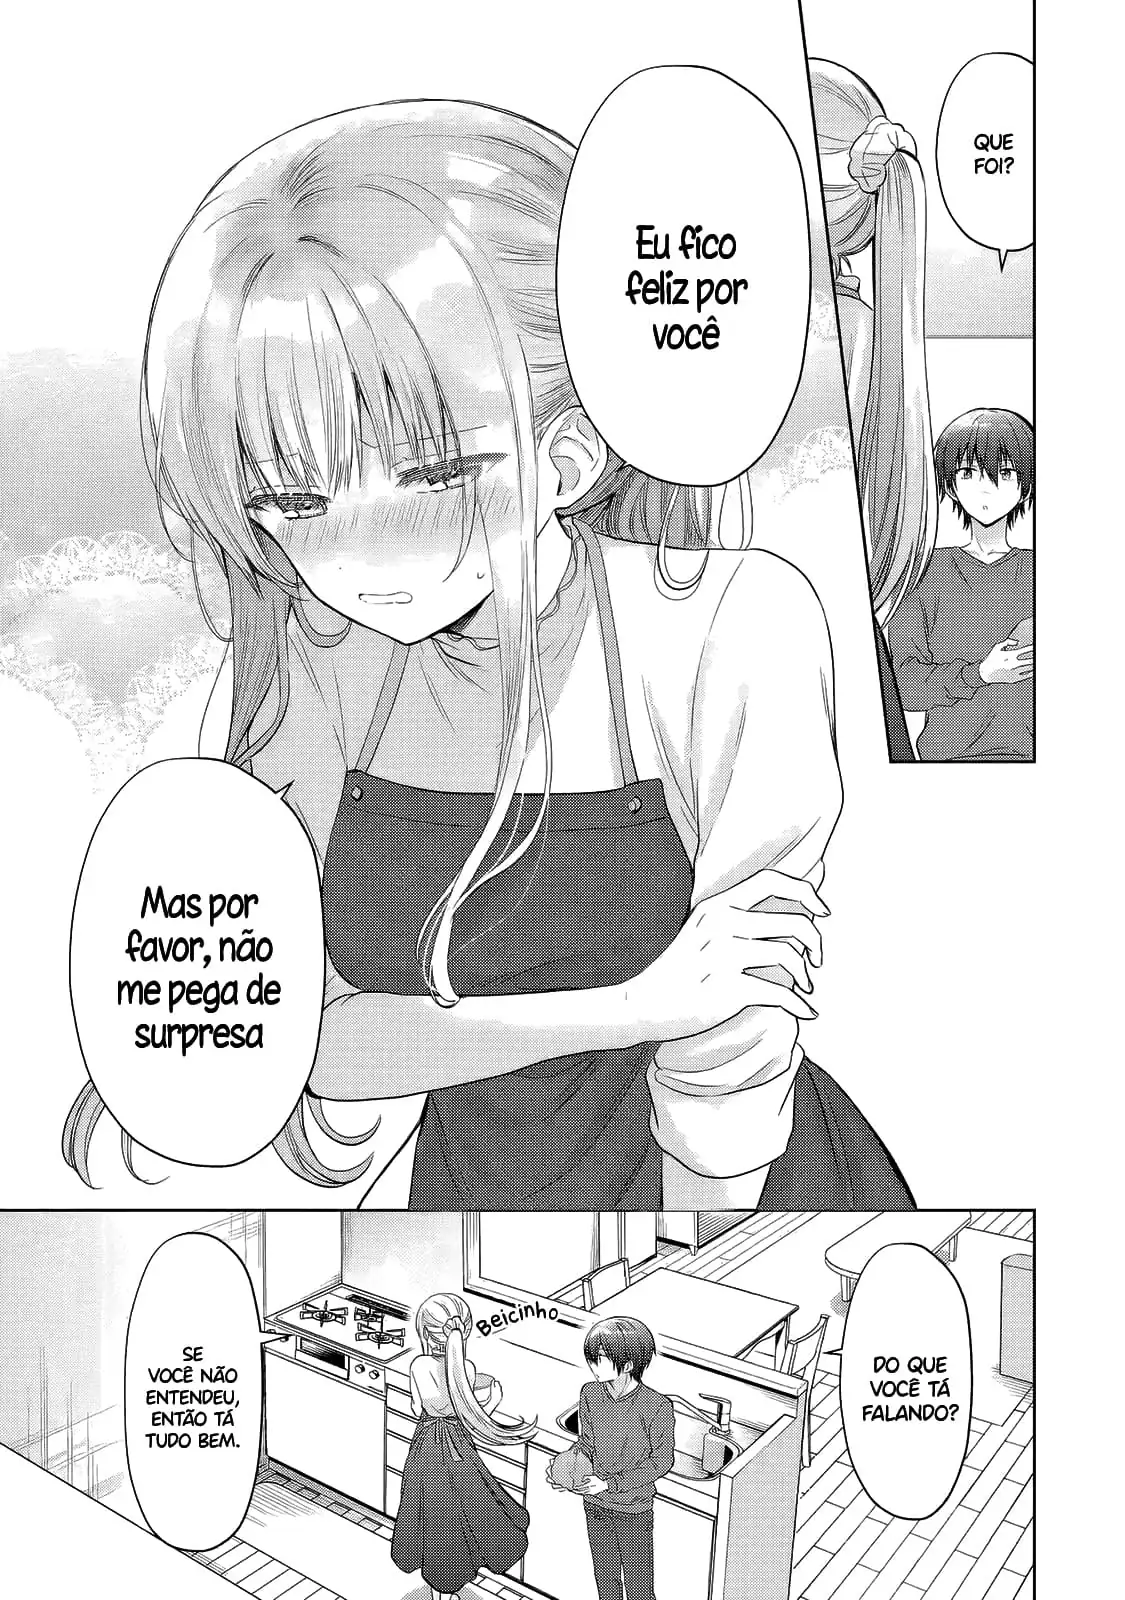 QUE
FOI?
Eu fico
feliz por
você
Mas por
favor, não
me pega de
surpresa
DO QUE
VOCÊ TÁ
FALANDO?
Beicinho
SE
VOCÊ NÃO
ENTENDEU,
ENTÃO TÁ
TUDO BEM.